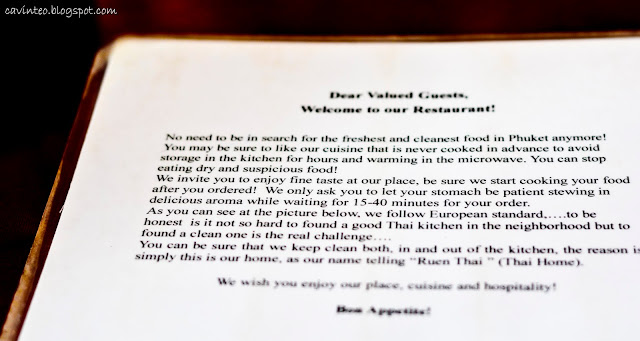 cavinteo.blogspot.com
Dear Valued Guests,
Welcome to our Restaurant!
No need to be in search for the freshest and cleanest food in Phuket anymore!
You may be sure to like our cuisine that is never cooked in advance to avoid
storage in the kitchen for hours and warming in the microwave. You can stop
eating dry and suspicious food!
We invite you to enjoy fine taste at our place, be sure we start cooking your food
after you ordered! We only ask you to let your stomach be patient stewing in
delicious aroma while waiting for 15-40 minutes for your order.
As you can see at the picture below, we follow European standard,....to be
honest is it not so hard to found a good Thai kitchen in the neighborhood but to
found a clean one is the real challenge....
You can be sure that we keep clean both, in and out of the kitchen, the reason is
simply this is our home, as our name telling "Ruen Thai " (Thai Home).
We wish you enjoy our place, cuisine and hospitality!
Bon Appetite!